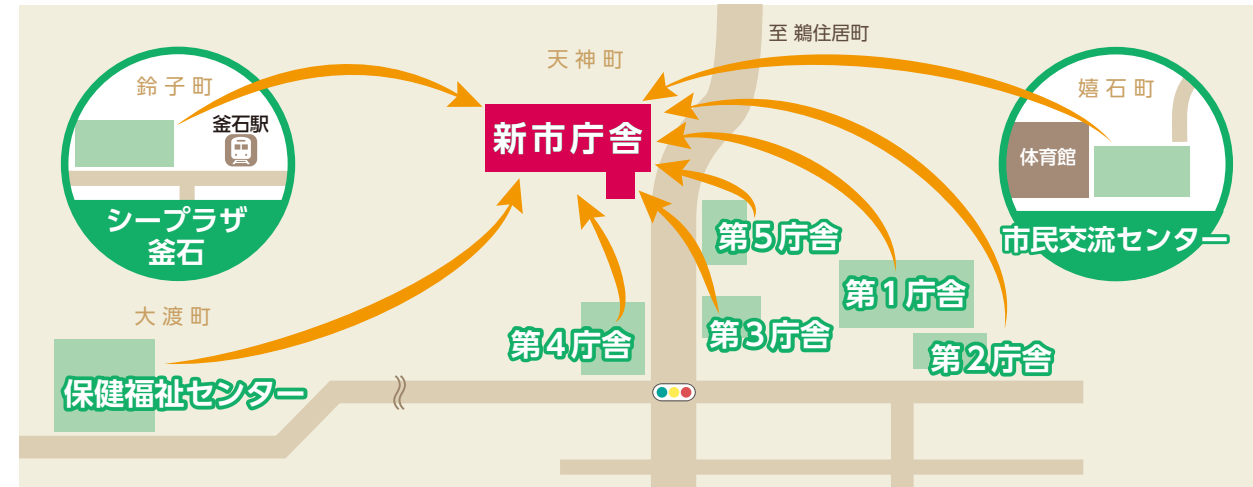 至 鵜住居町
天神町
鈴子町
釜石駅
シープラザ
釜石
新市庁舎
嬉石町
体育館
市民交流センター
第5庁舎
第1庁舎
大渡町
第4庁舎
第3庁舎
第2庁舎
保健福祉センター